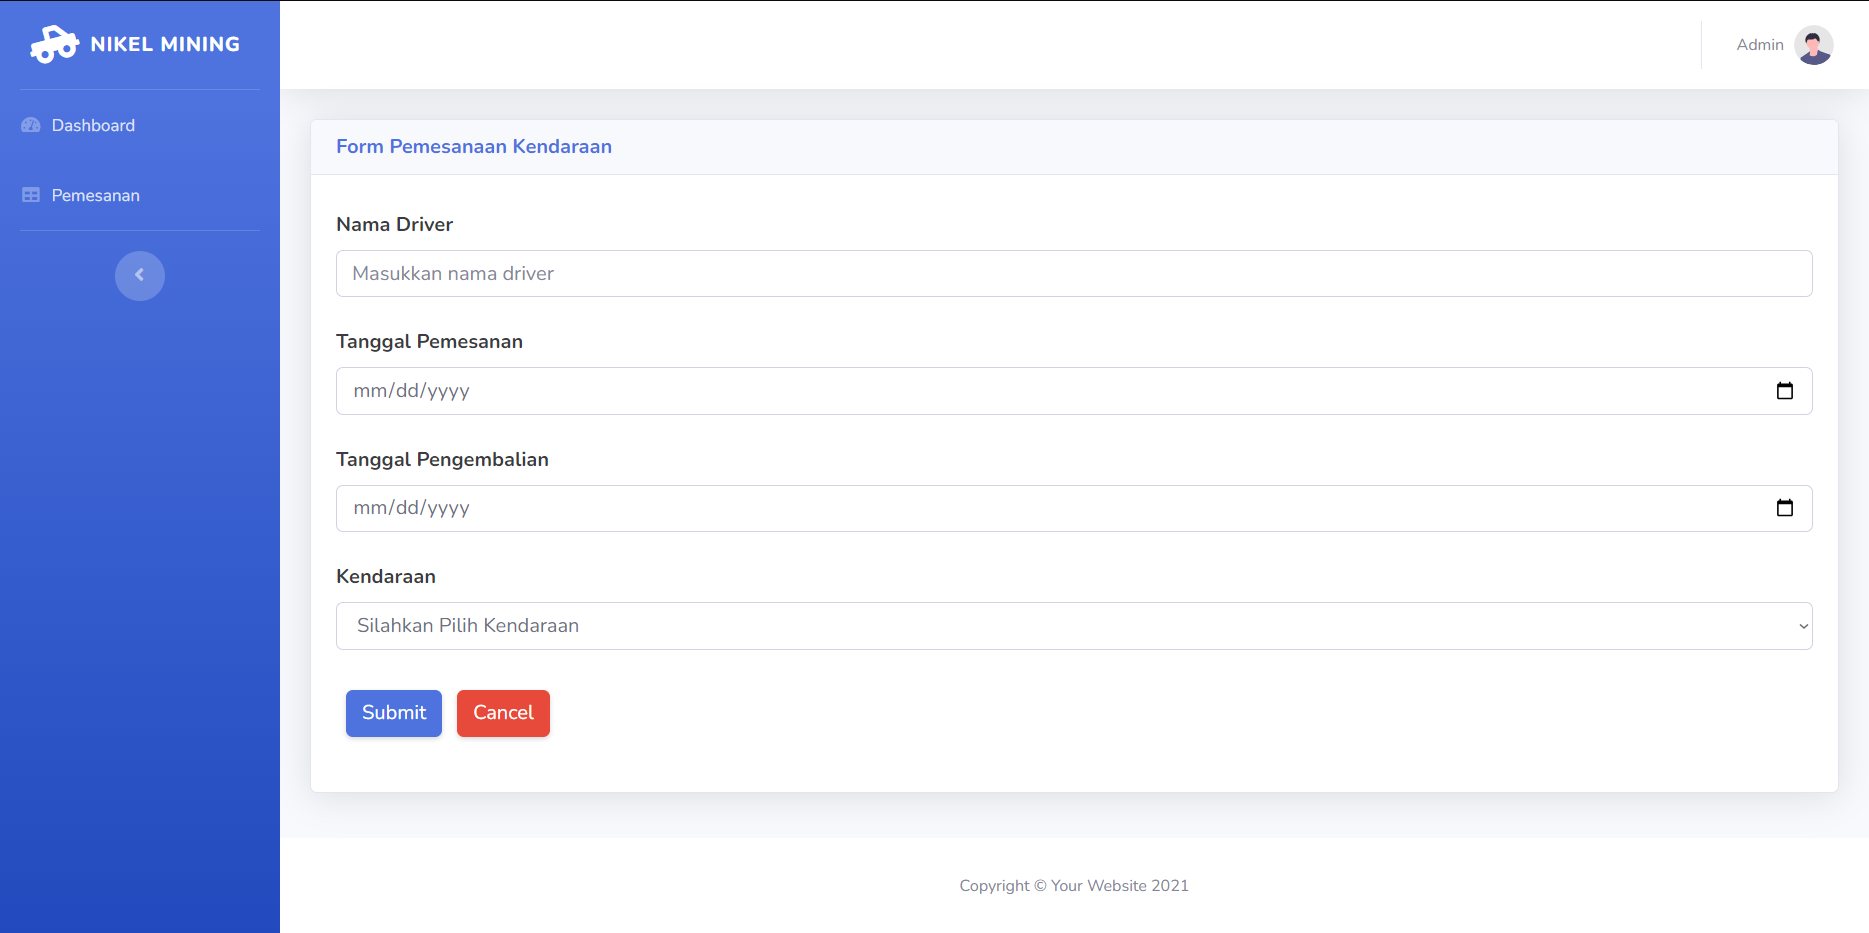 NIKEL MINING
Dashboard
Pemesanan
Admin
Form Pemesanaan Kendaraan
Nama Driver
Masukkan nama driver
Tanggal Pemesanan
mm/dd/yyyy
Tanggal Pengembalian
mm/dd/yyyy
Kendaraan
Silahkan Pilih Kendaraan
Submit Cancel
Copyright © Your Website 2021